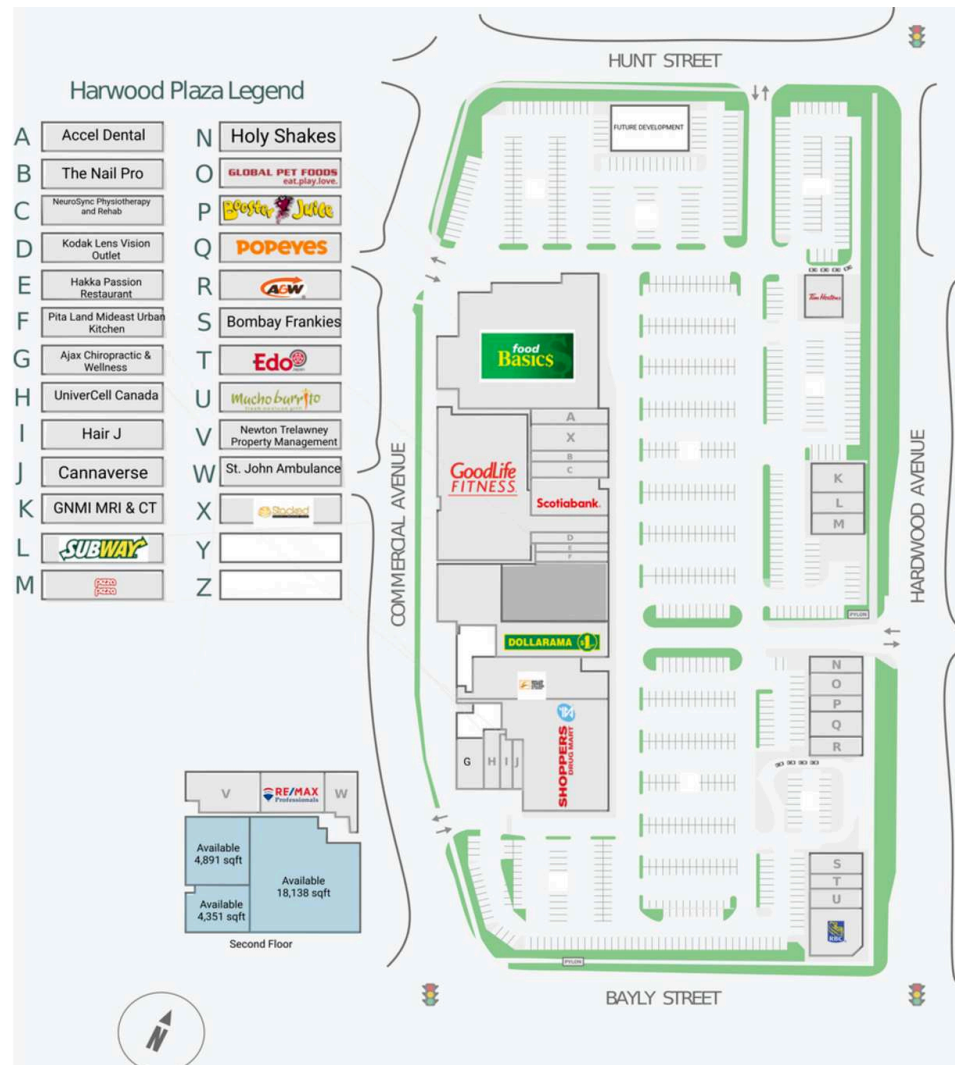 HUNT STREET
Harwood Plaza Legend
A Accel Dental
B The Nail Pro
C NeuroSync Physiotherapy
and Rehab
D Kodak Lens Vision
Outlet
E Hakka Passion
Restaurant
F Pita Land Mideast Urban
Kitchen
G Ajax Chiropractic &
Wellness
H UniverCell Canada
I Hair J
J Cannaverse
K GNMI MRI & CT
L SUBWAY
M pizza
pizza
N Holy Shakes
O GLOBAL PET FOODS
eat.play.love.
P Booster Juice
Q POPEYES
R A&W
S Bombay Frankies
T Edo
U Mucho burrito
V Newton Trelawney
Property Management
W St. John Ambulance
X Stacked
Y
Z
FUTURE DEVELOPMENT
Tim Hortons
food
Basics
A
X
B
C
GoodLife
FITNESS
Scotiabank
D
E
F
K
L
M
COMMERCIAL AVENUE
HARDWOOD AVENUE
PYLON
DOLLARAMA $1
SHOPPERS
DRUG MART
G
H
I
J
N
O
P
Q
R
S
T
U
RBC
V
RE/MAX
Professionals
W
Available
4,891 sqft
Available
4,351 sqft
Available
18,138 sqft
Second Floor
PYLON
BAYLY STREET
N